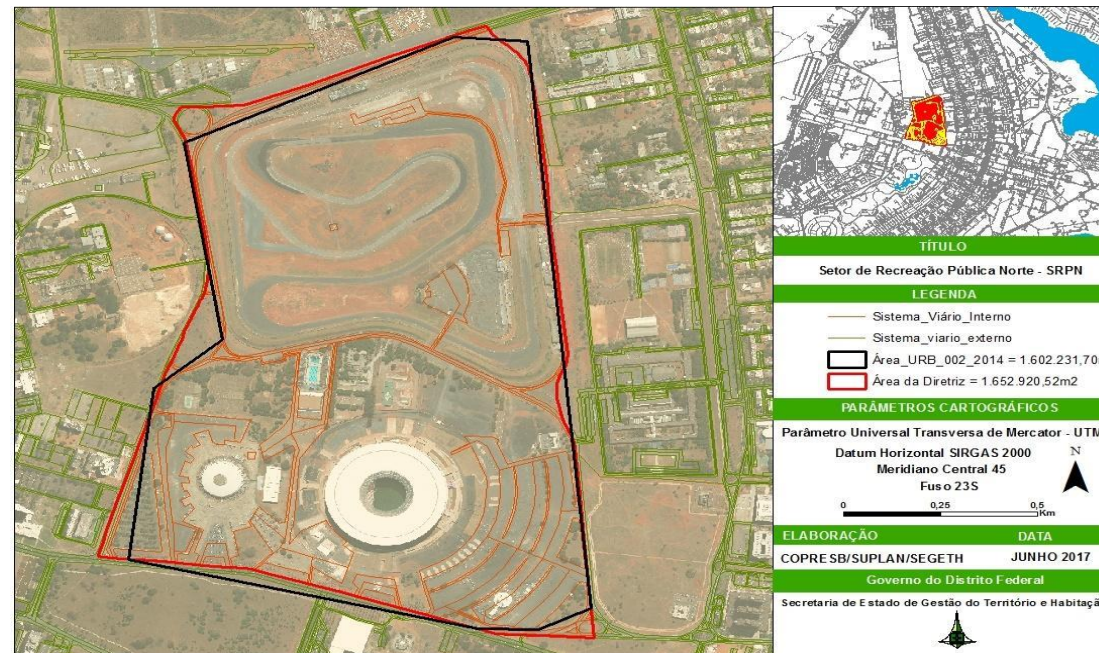 TÍTULO
Setor de Recreação Pública Norte - SRPN
LEGENDA
Sistema_Viário_Interno
Sistema_viario_externo
Área_URB_002_2014 = 1.602.231,70m
Área da Diretriz = 1.652.920,52m2
PARÂMETROS CARTOGRÁFICOS
Parâmetro Universal Transversa de Mercator - UTM
Datum Horizontal SIRGAS 2000
Meridiano Central 45
Fuso 23S
N
0 0,25 0,5
Km
ELABORAÇÃO DATA
COPRESB/SUPLAN/SEGETH JUNHO 2017
Governo do Distrito Federal
Secretaria de Estado de Gestão do Território e Habitaçã